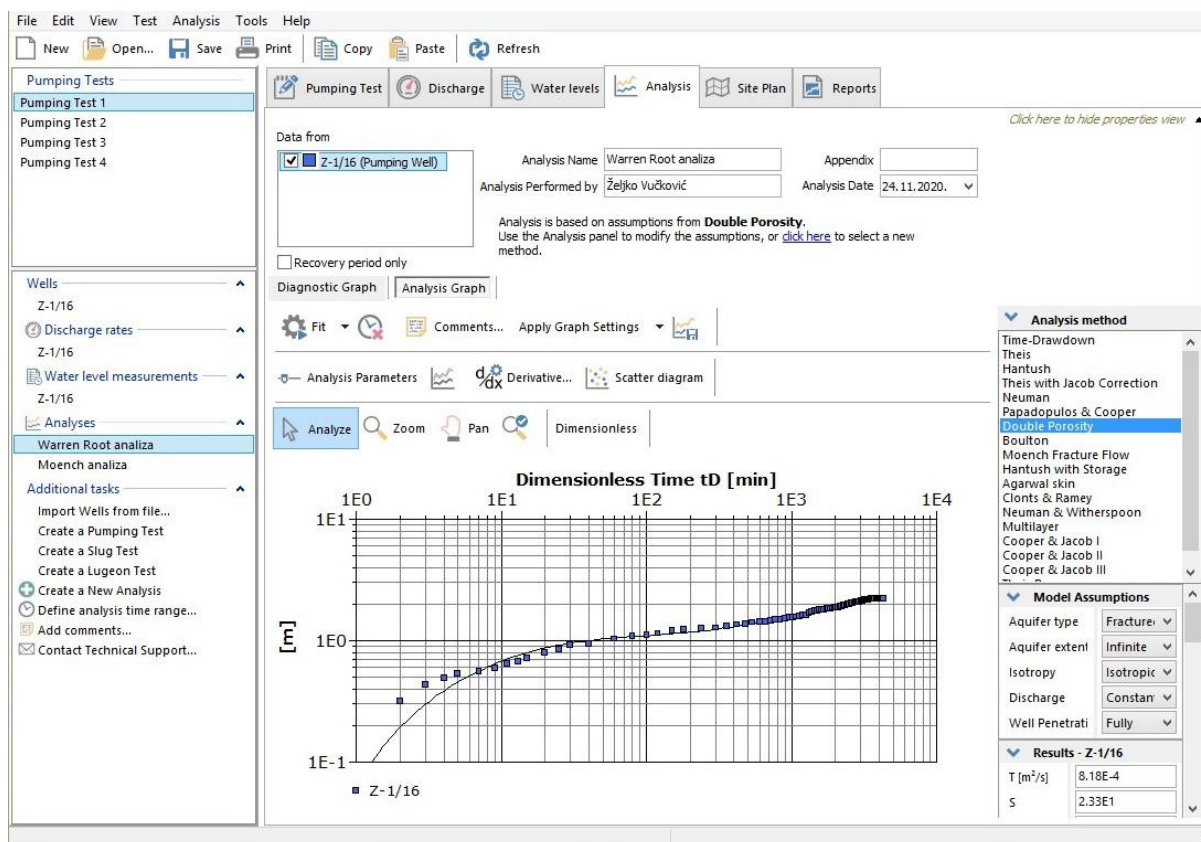 File Edit View Test Analysis Tools Help
New Open... Save Print Copy Paste Refresh
Pumping Tests
Pumping Test 1
Pumping Test 2
Pumping Test 3
Pumping Test 4
Wells
Z-1/16
Discharge rates
Z-1/16
Water level measurements
Z-1/16
Analyses
Warren Root analiza
Moench analiza
Additional tasks
Import Wells from file...
Create a Pumping Test
Create a Slug Test
Create a Lugeon Test
Create a New Analysis
Define analysis time range...
Add comments...
Contact Technical Support...
Pumping Test Discharge Water levels Analysis Site Plan Reports
Click here to hide properties view
Data from
Z-1/16 (Pumping Well)
Recovery period only
Analysis Name Warren Root analiza Appendix
Analysis Performed by Željko Vučković Analysis Date 24.11.2020.
Analysis is based on assumptions from Double Porosity.
Use the Analysis panel to modify the assumptions, or click here to select a new
method.
Diagnostic Graph Analysis Graph
Fit Comments... Apply Graph Settings
Analysis Parameters d/dx Derivative... Scatter diagram
Analyze Zoom Pan Dimensionless
Dimensionless Time tD [min]
1E0 1E1 1E2 1E3 1E4
1E1
1E0
1E-1
[m]
Z-1/16
Analysis method
Time-Drawdown
Theis
Hantush
Theis with Jacob Correction
Neuman
Papadopulos & Cooper
Double Porosity
Boulton
Moench Fracture Flow
Hantush with Storage
Agarwal skin
Clonts & Ramey
Neuman & Witherspoon
Multilayer
Cooper & Jacob I
Cooper & Jacob II
Cooper & Jacob III
Model Assumptions
Aquifer type Fracture
Aquifer extent Infinite
Isotropy Isotropic
Discharge Constan
Well Penetrati Fully
Results - Z-1/16
T [m²/s] 8.18E-4
S 2.33E1